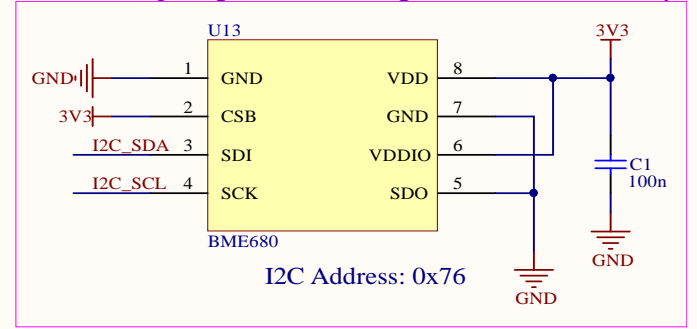 U13
3V3
GND
1
GND
VDD
8
3V3
2
CSB
GND
7
I2C_SDA
3
SDI
VDDIO
6
I2C_SCL
4
SCK
SDO
5
C1
100n
BME680
I2C Address: 0x76
GND
GND